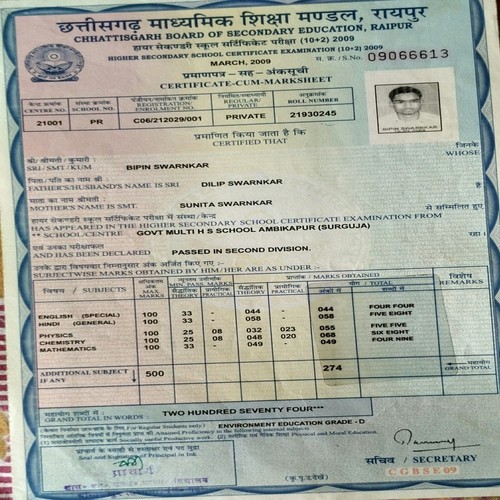 छत्तीसगढ़ माध्यमिक शिक्षा मण्डल, रायपुर
CHHATTISGARH BOARD OF SECONDARY EDUCATION, RAIPUR
हायर सेकण्डरी स्कूल सर्टिफिकेट परीक्षा (10+2) 2009
HIGHER SECONDARY SCHOOL CERTIFICATE EXAMINATION (10+2) 2009
MARCH, 2009
स. क्र. / S.No. 09066613
प्रमाणपत्र - सह - अंकसूची
CERTIFICATE-CUM-MARKSHEET
केन्द्र क्रमांक संस्था क्रमांक पंजीयन/नामांकन क्रमांक नियमित/स्वाध्यायी अनुक्रमांक
CENTRE NO. SCHOOL NO. REGISTRATION/ ENROLMENT NO. REGULAR/ PRIVATE ROLL NUMBER
21001 PR C06/212029/001 PRIVATE 21930245
BIPIN SWARNKAR
प्रमाणित किया जाता है कि
CERTIFIED THAT
जिनके
WHOSE
श्री/ श्रीमती / कुमारी :
SRI / SMT / KUM BIPIN SWARNKAR
पिता/पति का नाम श्री :
FATHER'S/HUSBAND'S NAME IS SRI. DILIP SWARNKAR है
माता का नाम श्रीमती :
MOTHER'S NAME IS SMT. SUNITA SWARNKAR
हायर सेकण्डरी स्कूल सर्टिफिकेट परीक्षा में संस्था/केन्द्र से सम्मिलित हुए
HAS APPEARED IN THE HIGHER SECONDARY SCHOOL CERTIFICATE EXAMINATION FROM
** SCHOOL/CENTRE : GOVT MULTI H S SCHOOL AMBIKAPUR (SURGUJA) रहा ।
एवं उनका परीक्षाफल
AND HAS BEEN DECLARED PASSED IN SECOND DIVISION.
उनके द्वारा विषयवार निम्नानुसार अंक अर्जित किए गए :-
SUBJECTWISE MARKS OBTAINED BY HIM/HER ARE AS UNDER :-
विषय / SUBJECTS अधिकतम अंक MAX. MARKS न्यूनतम उत्तीर्णांक MIN. PASS. MARKS प्राप्तांक / MARKS OBTAINED विशेष REMARKS
सैद्धांतिक THEORY प्रायोगिक PRACTICAL सैद्धांतिक THEORY प्रायोगिक PRACTICAL योग / TOTAL
अंकों में शब्दों में
ENGLISH (SPECIAL) 100 33 - 044 - 044 FOUR FOUR
HINDI (GENERAL) 100 33 - 058 - 058 FIVE EIGHT
PHYSICS 100 25 08 032 023 055 FIVE FIVE
CHEMISTRY 100 25 08 048 020 068 SIX EIGHT
MATHEMATICS 100 33 - 049 - 049 FOUR NINE
ADDITIONAL SUBJECT IF ANY 500 274 महायोग GRAND TOTAL
महायोग शब्दों में
GRAND TOTAL IN WORDS : TWO HUNDRED SEVENTY FOUR***
ENVIRONMENT EDUCATION GRADE - D
सचिव / SECRETARY
CGBSE 09
(कृ.पृ.उ.देखें)